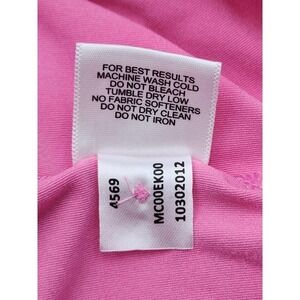 FOR BEST RESULTS
MACHINE WASH COLD
DO NOT BLEACH
TUMBLE DRY LOW
NO FABRIC SOFTENERS
DO NOT DRY CLEAN
DO NOT IRON
4569
MC00EK00
10302012